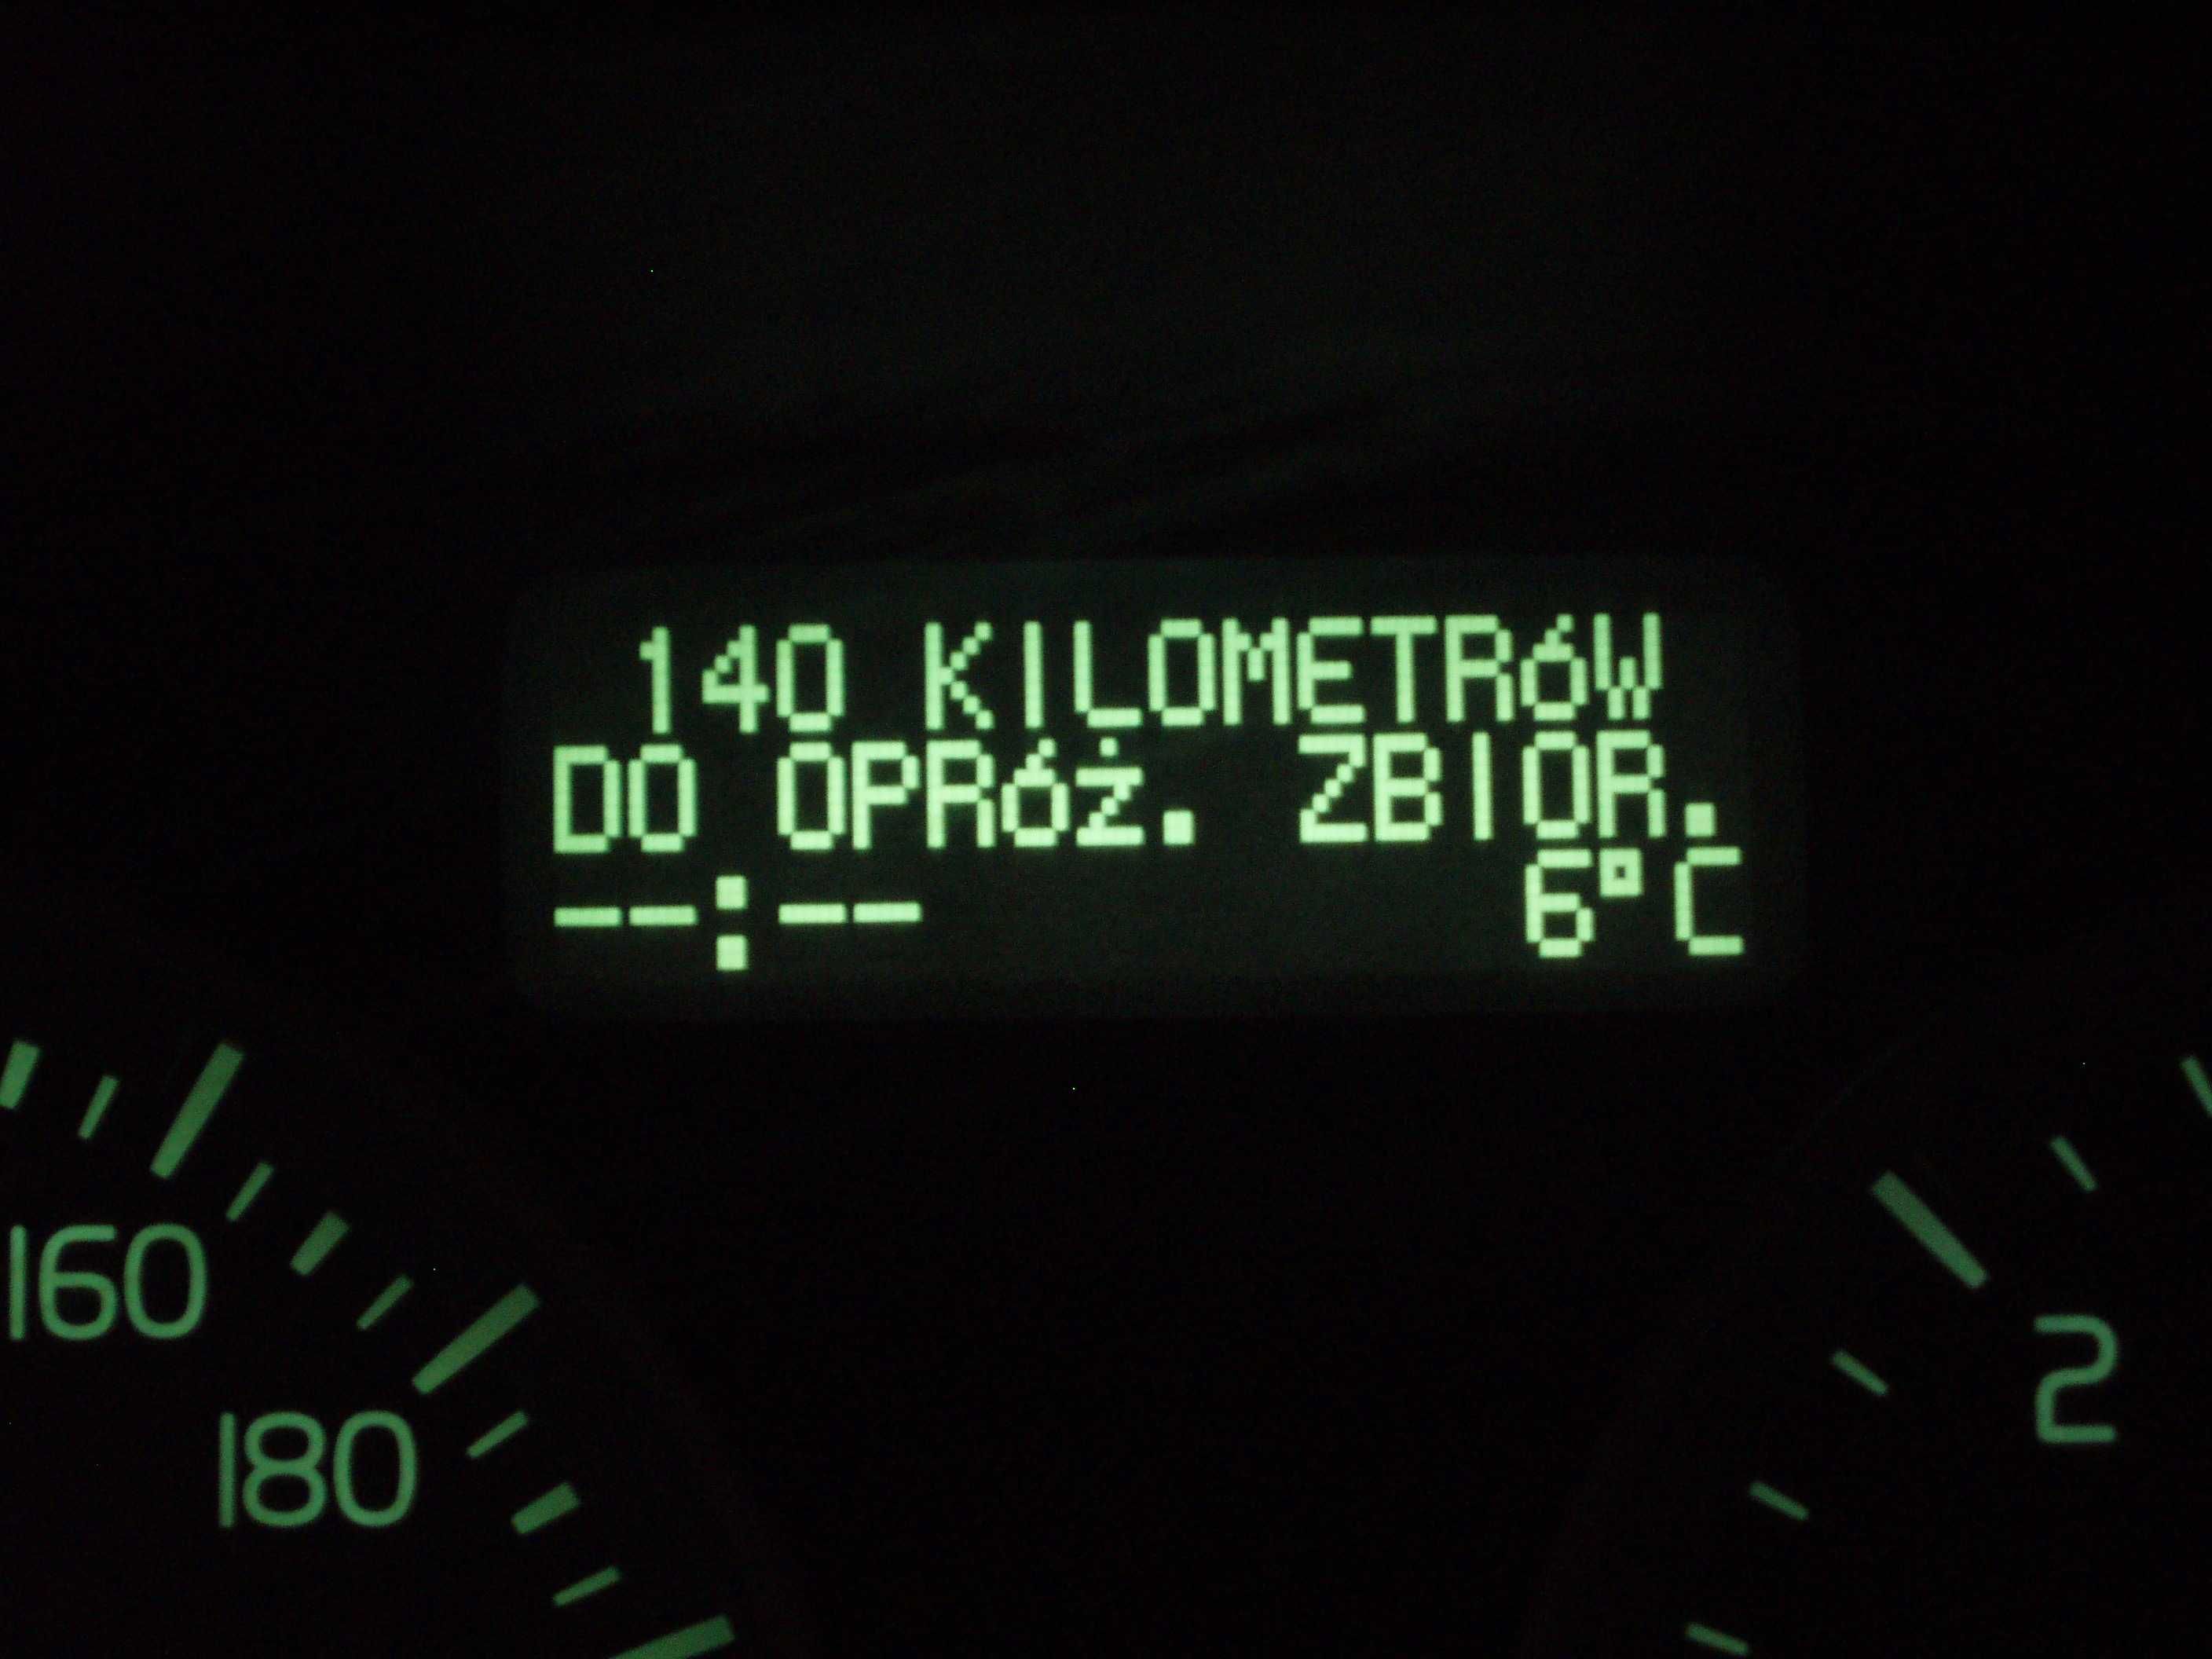 140 KILOMETRóW
DO OPRóż. ZBIOR.
--:-- 6°C
160
180
2